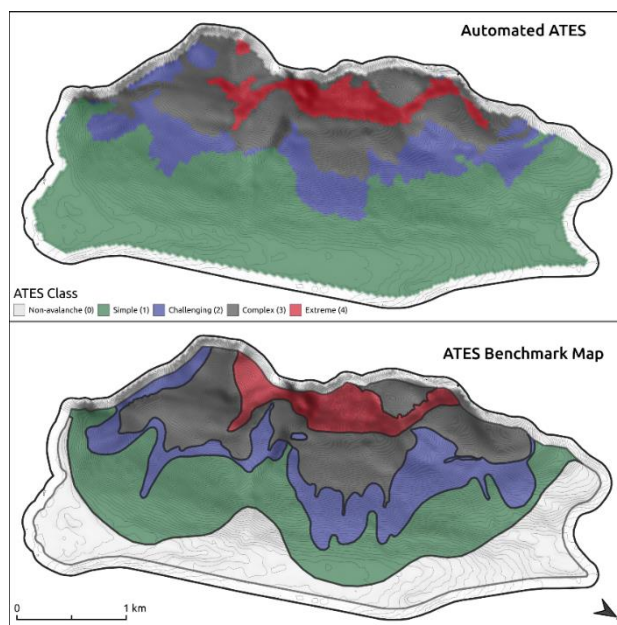 Automated ATES
ATES Class
Non-avalanche (0) Simple (1) Challenging (2) Complex (3) Extreme (4)
ATES Benchmark Map
0 1 km